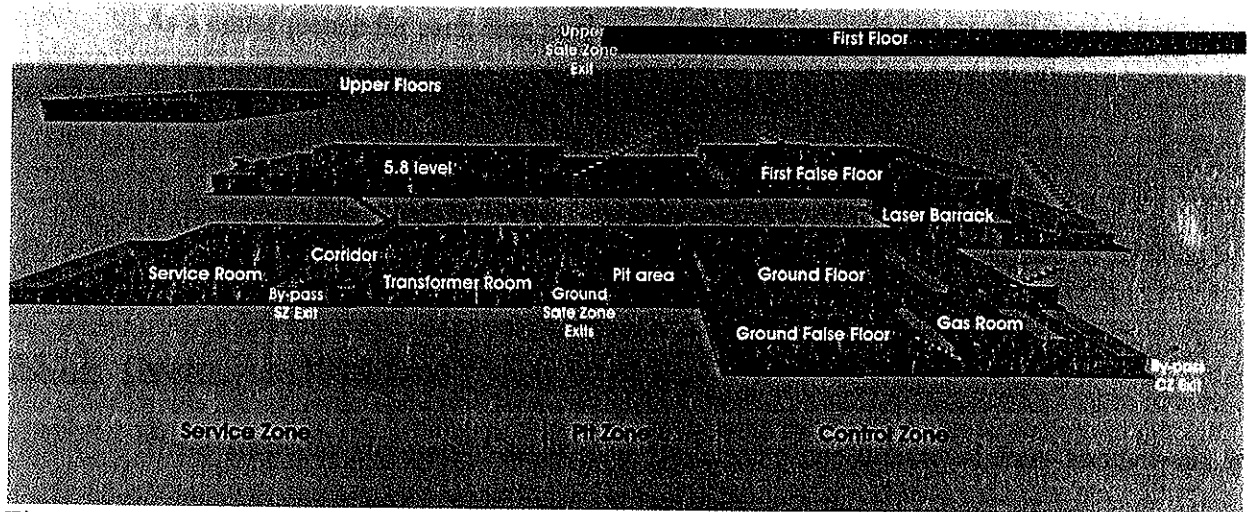 Upper
Safe Zone
Exit
First Floor
Upper Floors
5.8 level
First False Floor
Laser Barrack
Corridor
Service Room
By-pass
SZ Exit
Transformer Room
Ground
Safe Zone
Exits
Pit area
Ground Floor
Ground False Floor
Gas Room
By-pass
CZ Exit
Service Zone
Pit Zone
Control Zone